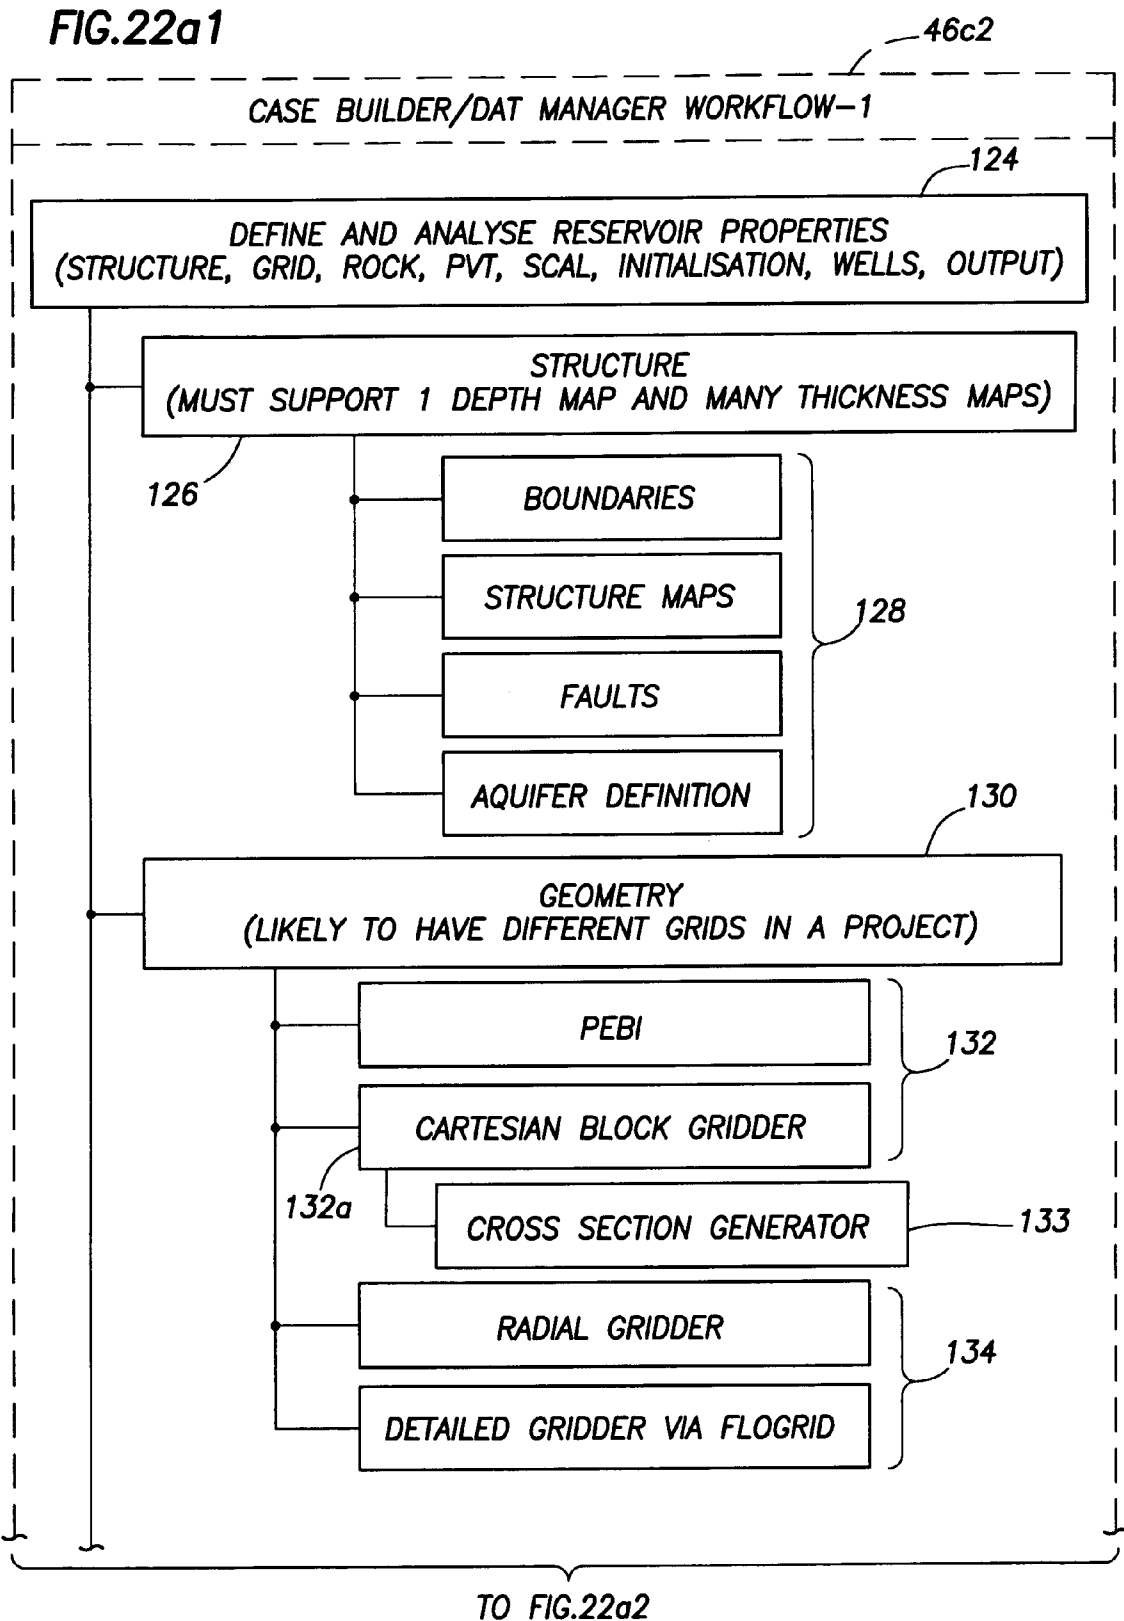 FIG.22a1
46c2
CASE BUILDER/DAT MANAGER WORKFLOW-1
124
DEFINE AND ANALYSE RESERVOIR PROPERTIES
(STRUCTURE, GRID, ROCK, PVT, SCAL, INITIALISATION, WELLS, OUTPUT)
STRUCTURE
(MUST SUPPORT 1 DEPTH MAP AND MANY THICKNESS MAPS)
126
BOUNDARIES
STRUCTURE MAPS
128
FAULTS
AQUIFER DEFINITION
130
GEOMETRY
(LIKELY TO HAVE DIFFERENT GRIDS IN A PROJECT)
PEBI
132
CARTESIAN BLOCK GRIDDER
132a
CROSS SECTION GENERATOR
133
RADIAL GRIDDER
134
DETAILED GRIDDER VIA FLOGRID
TO FIG.22a2